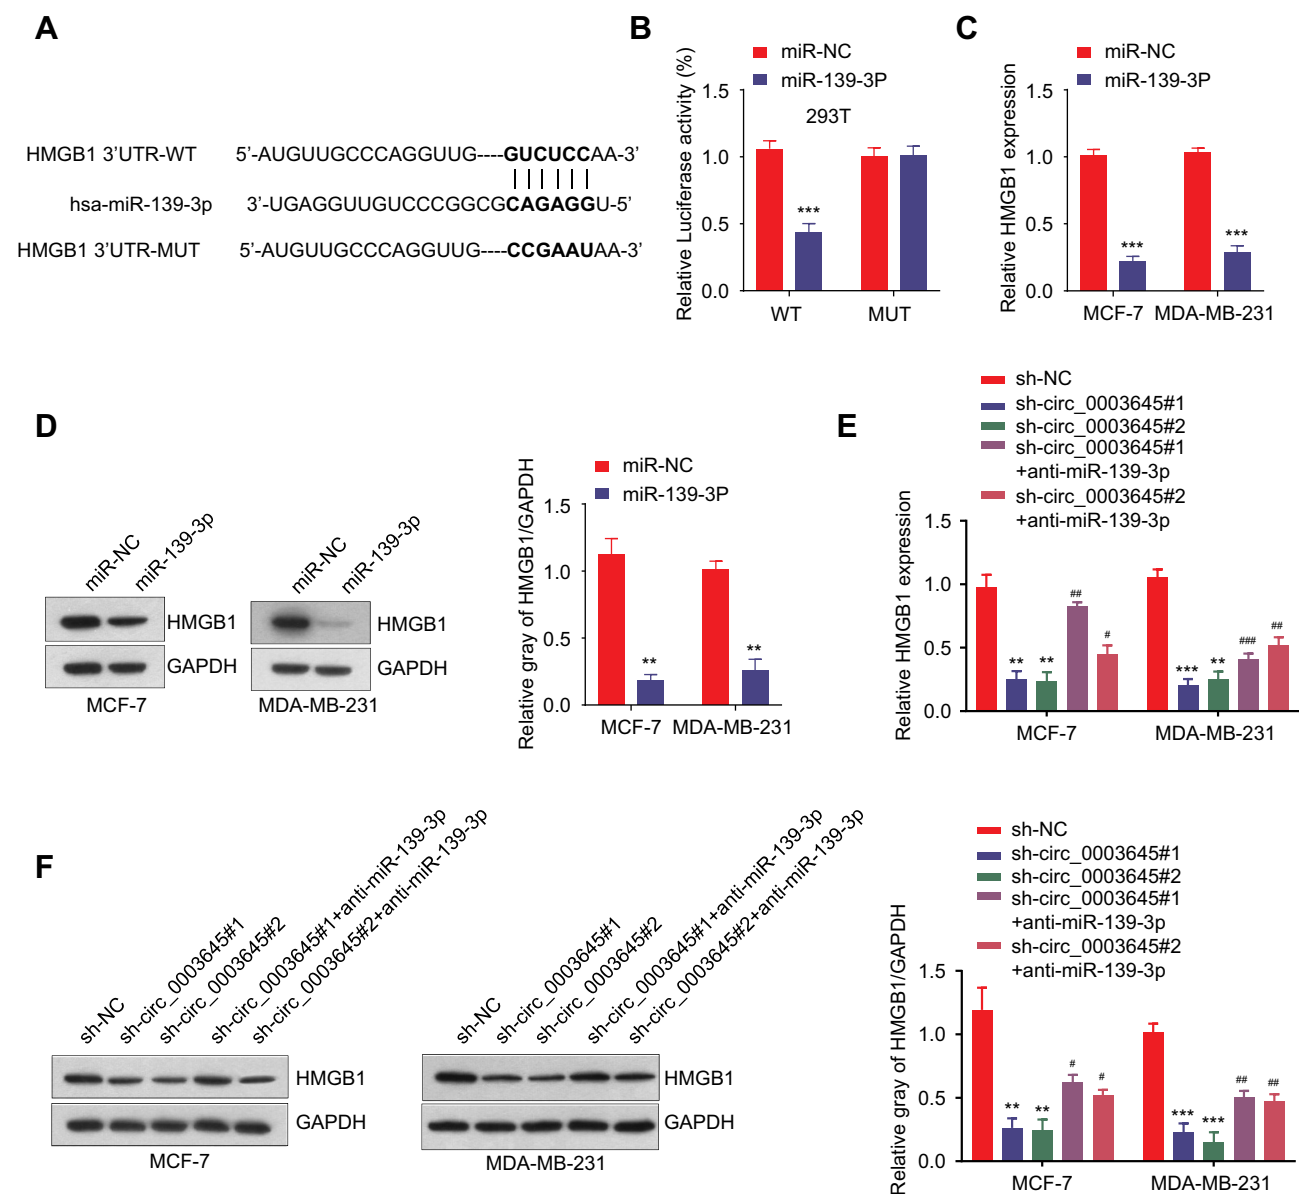 A
HMGB1 3’UTR-WT 5’-AUGUUGCCCAGGUUG----GUCUCCAA-3’
hsa-miR-139-3p 3’-UGAGGUUGUCCCGGCGCAGAGGU-5’
HMGB1 3’UTR-MUT 5’-AUGUUGCCCAGGUUG----CCGAAUAA-3’
B
miR-NC
miR-139-3P
293T
Relative Luciferase activity (%)
1.5
1.0
0.5
0.0
***
WT MUT
C
miR-NC
miR-139-3P
Relative HMGB1 expression
1.5
1.0
0.5
0.0
*** ***
MCF-7 MDA-MB-231
D
miR-NC miR-139-3p
HMGB1
GAPDH
MCF-7
miR-NC miR-139-3p
HMGB1
GAPDH
MDA-MB-231
miR-NC
miR-139-3P
Relative gray of HMGB1/GAPDH
1.5
1.0
0.5
0.0
** **
MCF-7 MDA-MB-231
E
sh-NC
sh-circ_0003645#1
sh-circ_0003645#2
sh-circ_0003645#1
+anti-miR-139-3p
sh-circ_0003645#2
+anti-miR-139-3p
Relative HMGB1 expression
1.5
1.0
0.5
0.0
** ** ## # *** ** ### ##
MCF-7 MDA-MB-231
F
sh-NC
sh-circ_0003645#1
sh-circ_0003645#2
sh-circ_0003645#1+anti-miR-139-3p
sh-circ_0003645#2+anti-miR-139-3p
HMGB1
GAPDH
MCF-7
sh-NC
sh-circ_0003645#1
sh-circ_0003645#2
sh-circ_0003645#1+anti-miR-139-3p
sh-circ_0003645#2+anti-miR-139-3p
HMGB1
GAPDH
MDA-MB-231
sh-NC
sh-circ_0003645#1
sh-circ_0003645#2
sh-circ_0003645#1
+anti-miR-139-3p
sh-circ_0003645#2
+anti-miR-139-3p
Relative gray of HMGB1/GAPDH
1.5
1.0
0.5
0.0
** ** # # *** *** ## ##
MCF-7 MDA-MB-231